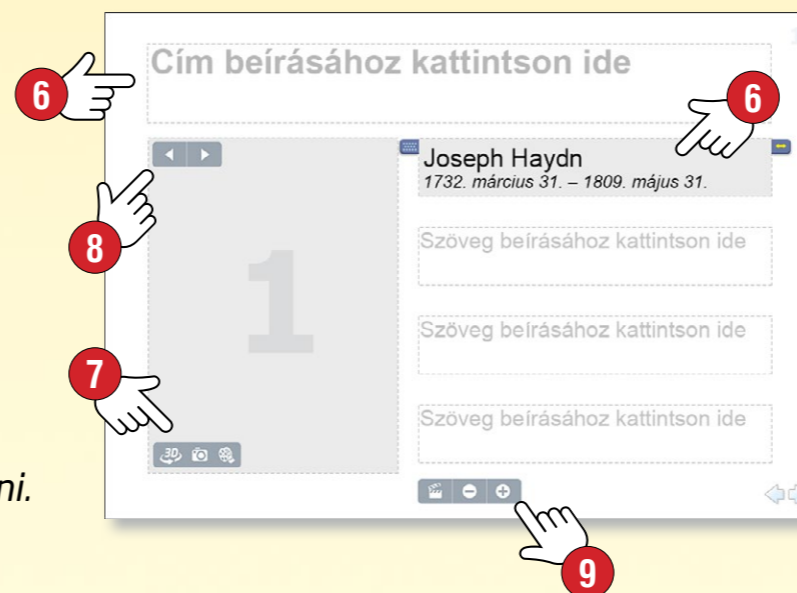 Cím beírásához kattintson ide
6
6
Joseph Haydn
1732. március 31. – 1809. május 31.
8
1
Szöveg beírásához kattintson ide
Szöveg beírásához kattintson ide
7
Szöveg beírásához kattintson ide
3D
ni.
9